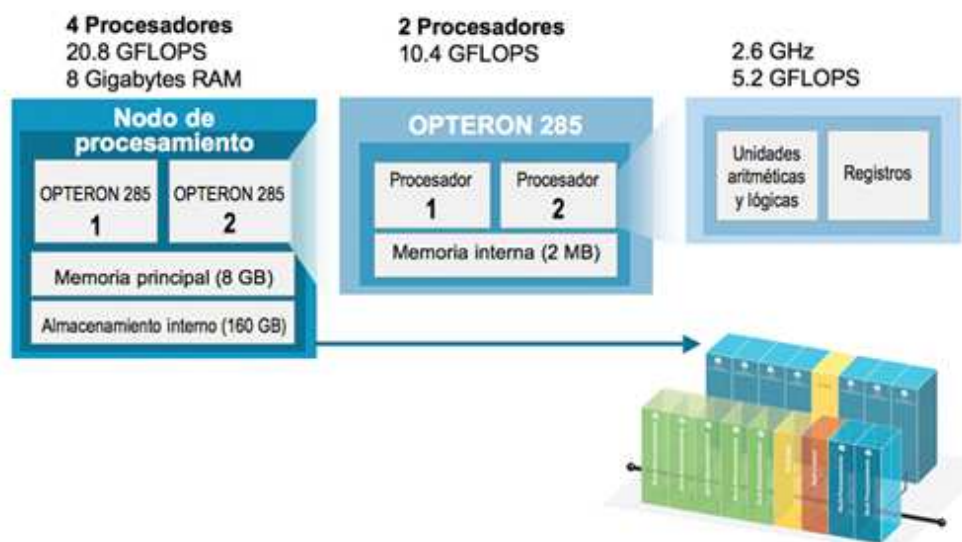 4 Procesadores
20.8 GFLOPS
8 Gigabytes RAM
Nodo de
procesamiento
OPTERON 285
1
OPTERON 285
2
Memoria principal (8 GB)
Almacenamiento interno (160 GB)
2 Procesadores
10.4 GFLOPS
OPTERON 285
Procesador
1
Procesador
2
Memoria interna (2 MB)
2.6 GHz
5.2 GFLOPS
Unidades
aritméticas
y lógicas
Registros